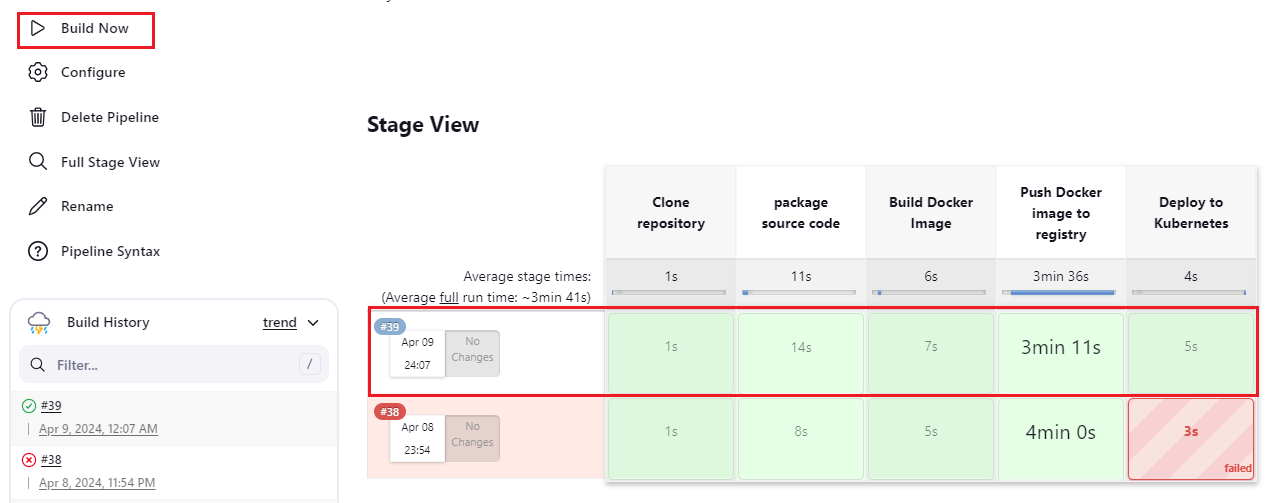 Build Now
Configure
Delete Pipeline
Full Stage View
Rename
Pipeline Syntax
Build History
trend
Filter...
/
#39
Apr 9, 2024, 12:07 AM
#38
Apr 8, 2024, 11:54 PM
Stage View
Clone
repository
package
source code
Build Docker
Image
Push Docker
image to
registry
Deploy to
Kubernetes
Average stage times:
(Average full run time: ~3min 41s)
1s
11s
6s
3min 36s
4s
#39
Apr 09
24:07
No
Changes
1s
14s
7s
3min 11s
5s
#38
Apr 08
23:54
No
Changes
1s
8s
5s
4min 0s
3s
failed